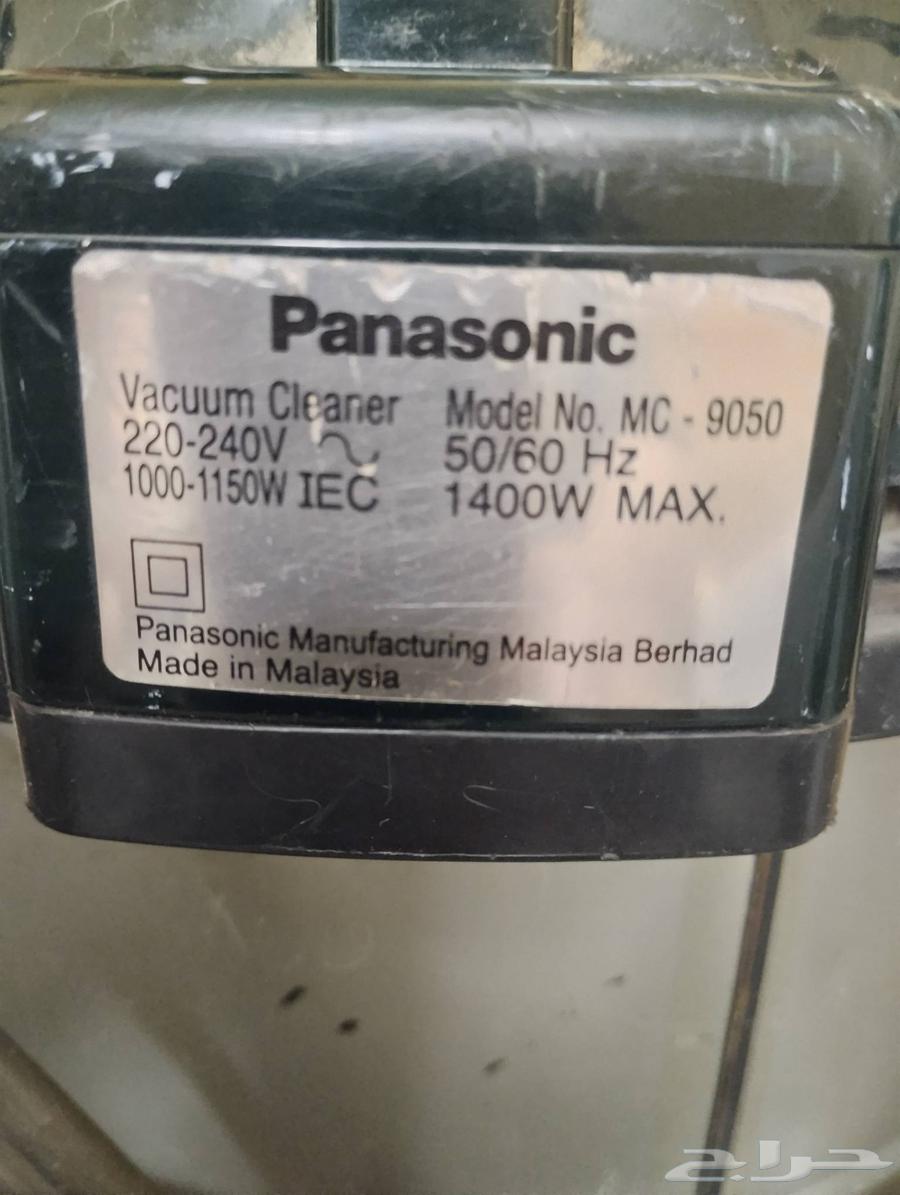 Panasonic
Vacuum Cleaner Model No. MC - 9050
220-240V ~ 50/60 Hz
1000-1150W IEC 1400W MAX.
Panasonic Manufacturing Malaysia Berhad
Made in Malaysia
حراج